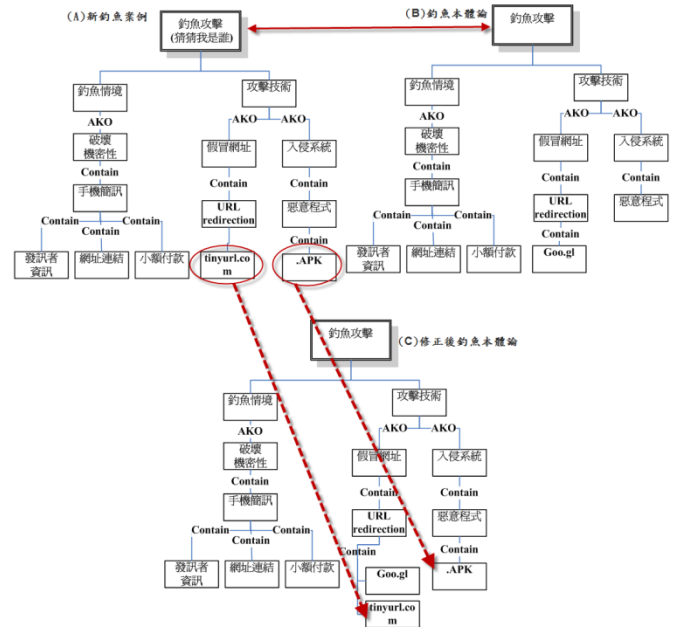 (A)新釣魚案例
釣魚攻擊
(猜猜我是誰)
釣魚情境
攻擊技術
AKO
AKO
AKO
破壞
機密性
假冒網址
入侵系統
Contain
Contain
Contain
手機簡訊
URL
redirection
惡意程式
Contain
Contain
Contain
Contain
Contain
發訊者
資訊
網址連結
小額付款
tinyurl.co
m
.APK
(B)釣魚本體論
釣魚攻擊
釣魚情境
攻擊技術
AKO
AKO
AKO
破壞
機密性
假冒網址
入侵系統
Contain
Contain
Contain
手機簡訊
URL
redirection
惡意程式
Contain
Contain
Contain
Contain
發訊者
資訊
網址連結
小額付款
Goo.gl
(C)修正後釣魚本體論
釣魚攻擊
釣魚情境
攻擊技術
AKO
AKO
AKO
破壞
機密性
假冒網址
入侵系統
Contain
Contain
Contain
手機簡訊
URL
redirection
惡意程式
Contain
Contain
Contain
Contain
Contain
發訊者
資訊
網址連結
小額付款
Goo.gl
tinyurl.co
m
.APK